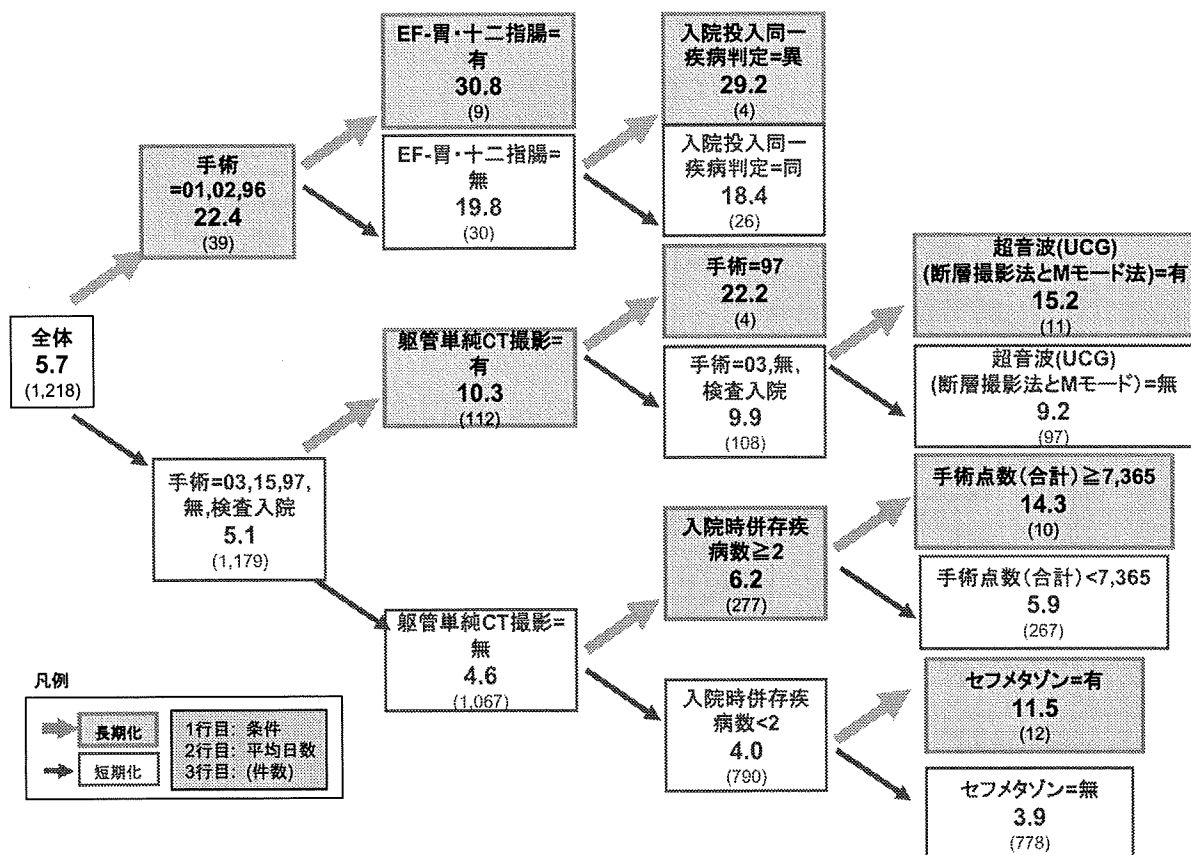 EF-胃・十二指腸=
有
30.8
(9)
EF-胃・十二指腸=
無
19.8
(30)
入院投入同一
疾病判定=異
29.2
(4)
入院投入同一
疾病判定=同
18.4
(26)
手術
=01,02,96
22.4
(39)
全体
5.7
(1,218)
手術=03,15,97,
無,検査入院
5.1
(1,179)
躯管単純CT撮影=
有
10.3
(112)
躯管単純CT撮影=
無
4.6
(1,067)
手術=97
22.2
(4)
手術=03,無,
検査入院
9.9
(108)
入院時併存疾
病数≧2
6.2
(277)
入院時併存疾
病数<2
4.0
(790)
超音波(UCG)
(断層撮影法とMモード法)=有
15.2
(11)
超音波(UCG)
(断層撮影法とMモード)=無
9.2
(97)
手術点数(合計)≧7,365
14.3
(10)
手術点数(合計)<7,365
5.9
(267)
セフメタゾン=有
11.5
(12)
セフメタゾン=無
3.9
(778)
凡例
長期化
短期化
1行目: 条件
2行目: 平均日数
3行目: (件数)